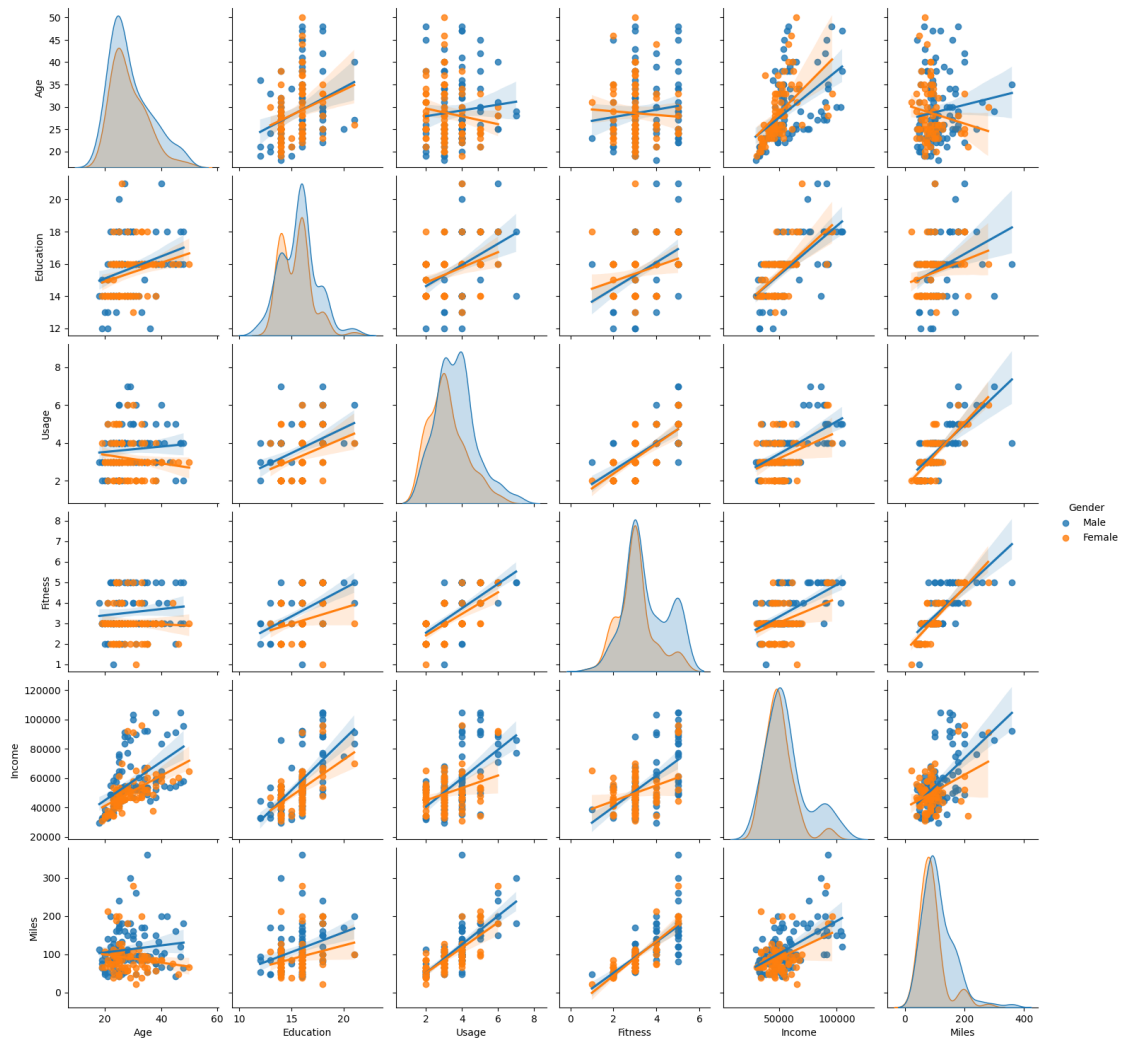 50
45
40
35
30
25
20
Age
20
18
16
14
12
Education
8
6
4
2
Usage
8
7
6
5
4
3
2
1
Fitness
Gender
Male
Female
120000
100000
80000
60000
40000
20000
Income
300
200
100
0
Miles
20 40 60
10 15 20
2 4 6 8
0 2 4 6
50000 100000
0 200 400
Age Education Usage Fitness Income Miles